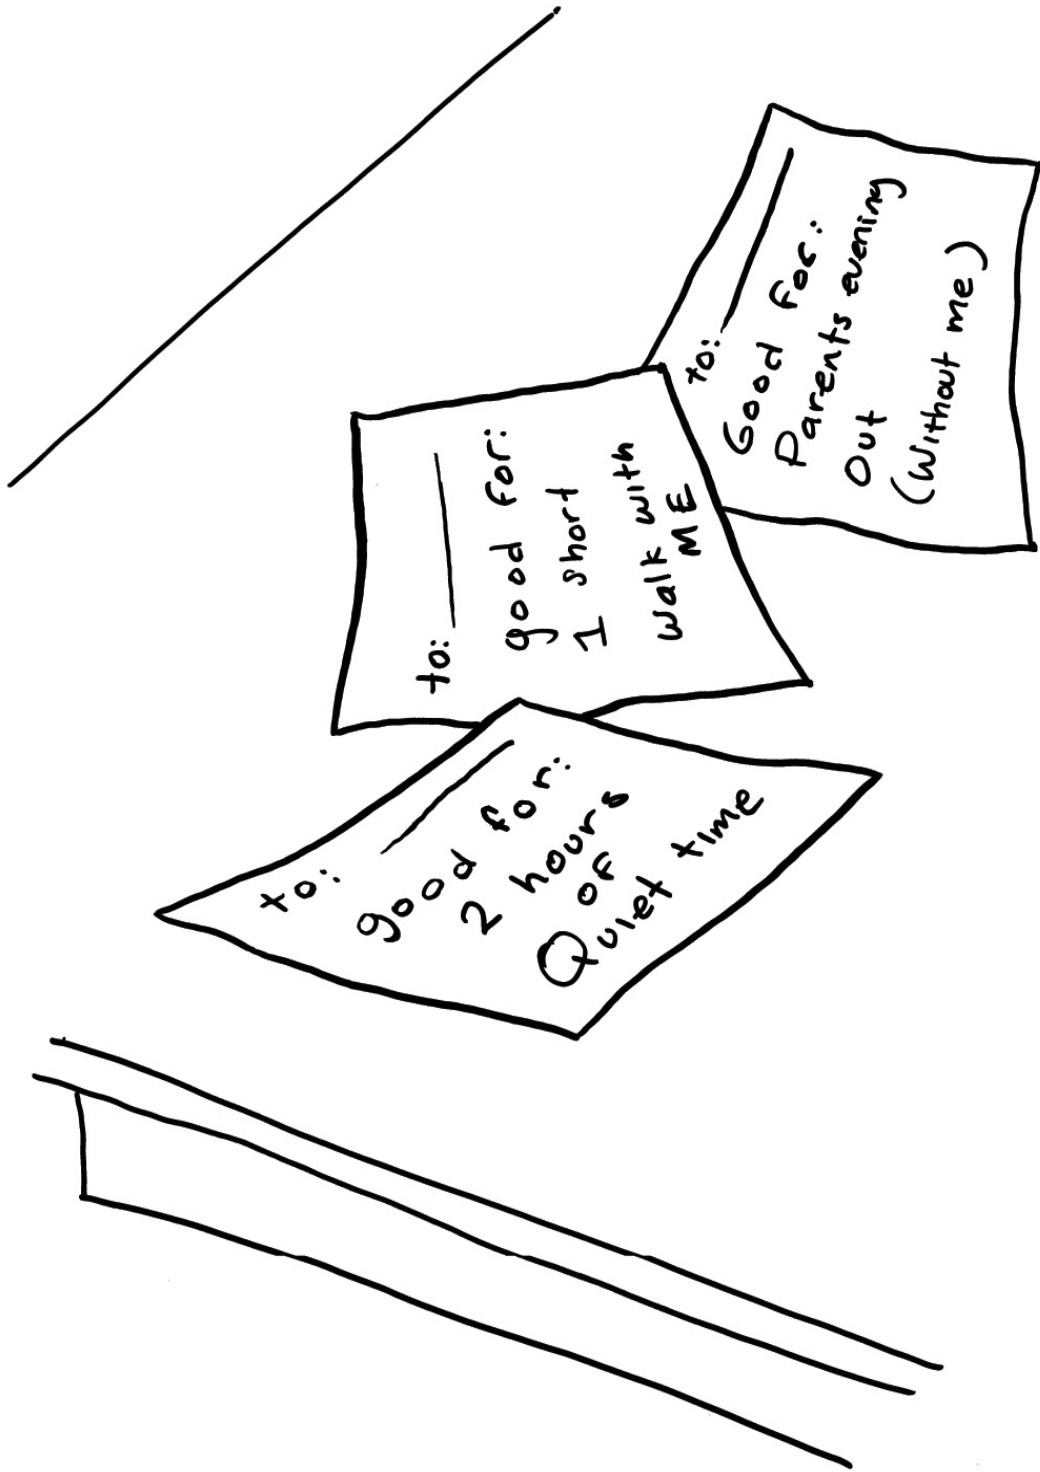 to:
Good for:
Parents evening
Out
(Without me)
to:
good for:
1 short
walk with
ME
to:
good for:
2 hours
of
Quiet time